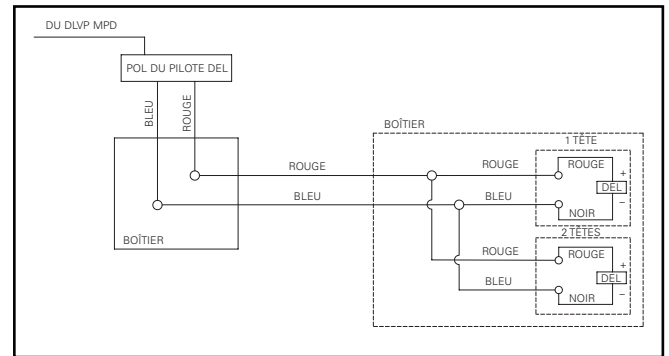 DU DLVP MPD
POL DU PILOTE DEL
BLEU
ROUGE
BOÎTIER
BOÎTIER
1 TÊTE
ROUGE
ROUGE
ROUGE
+
DEL
BLEU
BLEU
–
NOIR
2 TÊTES
ROUGE
ROUGE
+
DEL
BLEU
–
NOIR